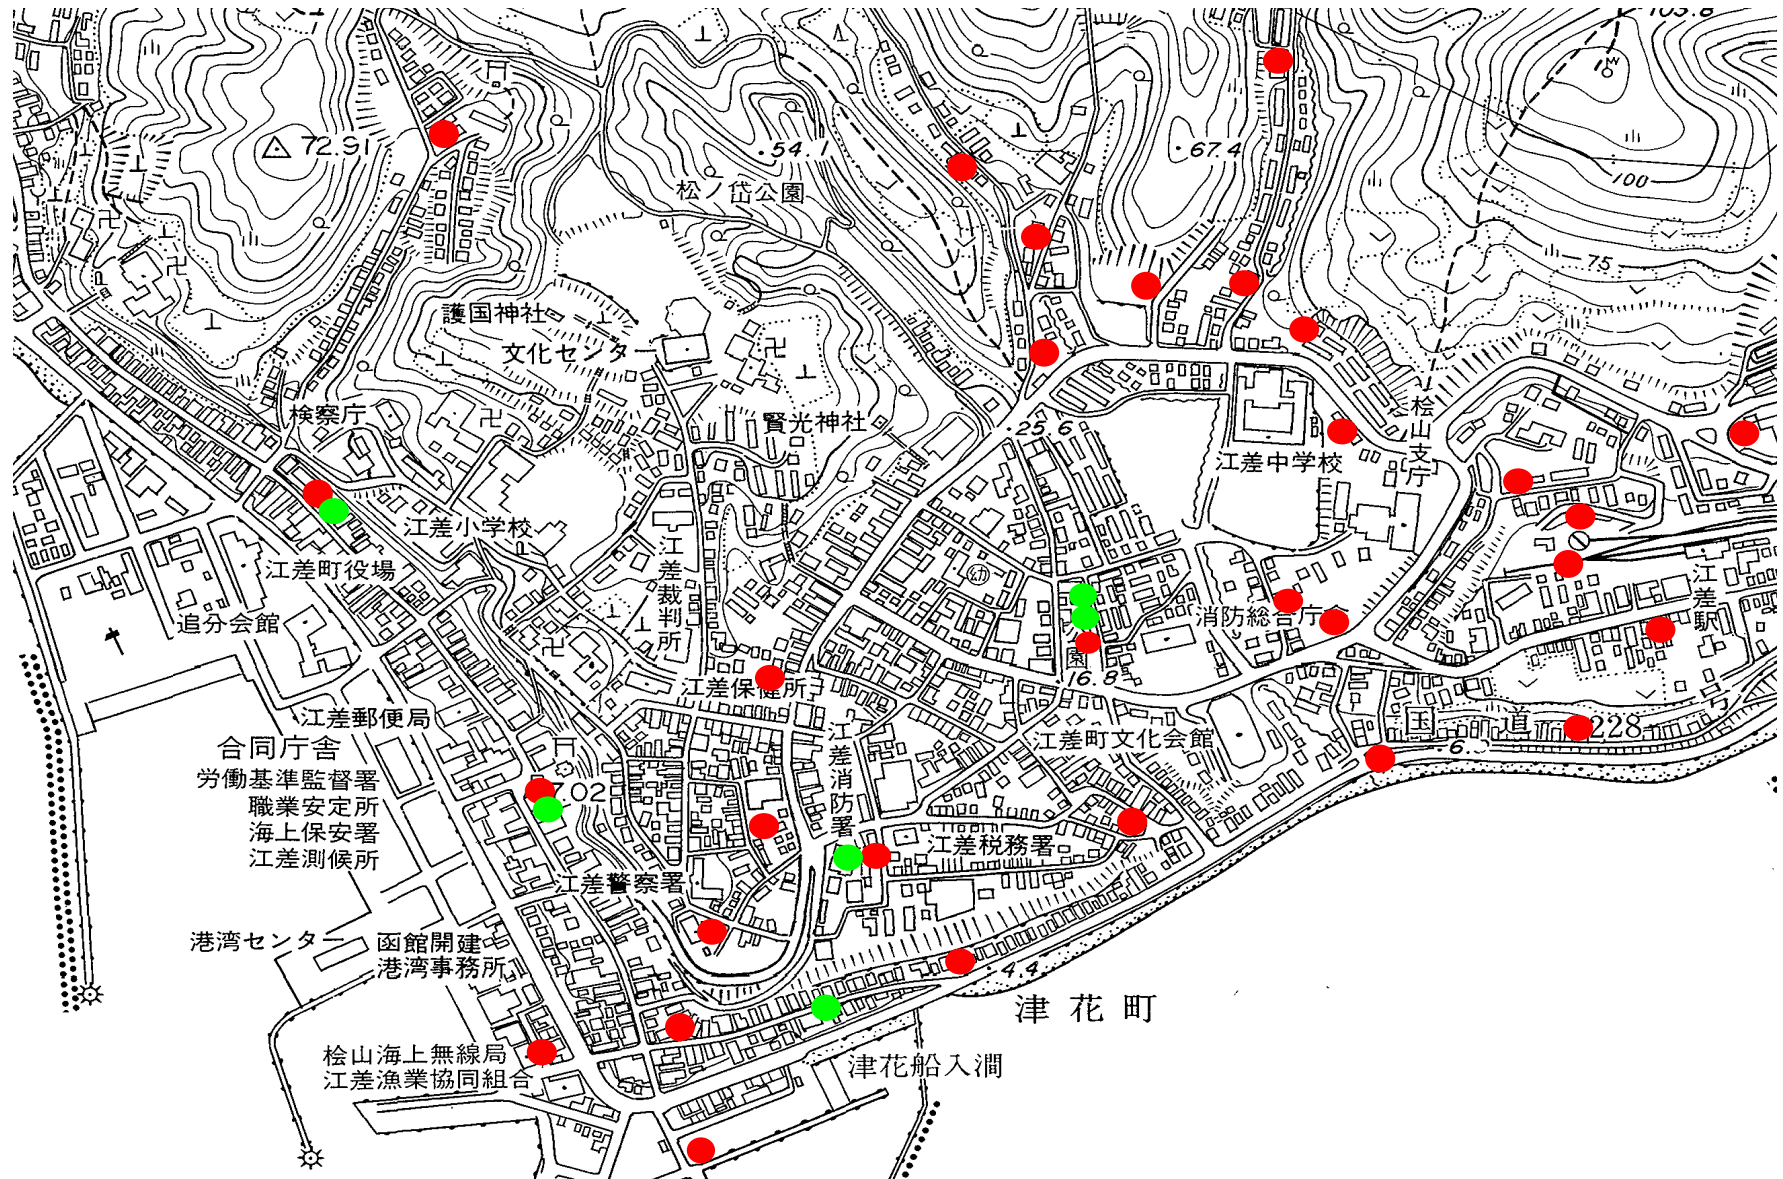 103.8
72.91
54.1
67.4
100
松ノ岱公園
75
護国神社
文化センター
検察庁
賢光神社
25.6
桧山支庁
江差中学校
江差小学校
江差裁判所
幼
江差町役場
追分会館
消防総合庁舎
江差駅
園
16.8
江差保健所
江差郵便局
国道228
合同庁舎
労働基準監督署
職業安定所
海上保安署
江差測候所
江差町文化会館
江差消防署
7.02
江差税務署
江差警察署
港湾センター
函館開建
港湾事務所
4.4
津花町
桧山海上無線局
江差漁業協同組合
津花船入澗